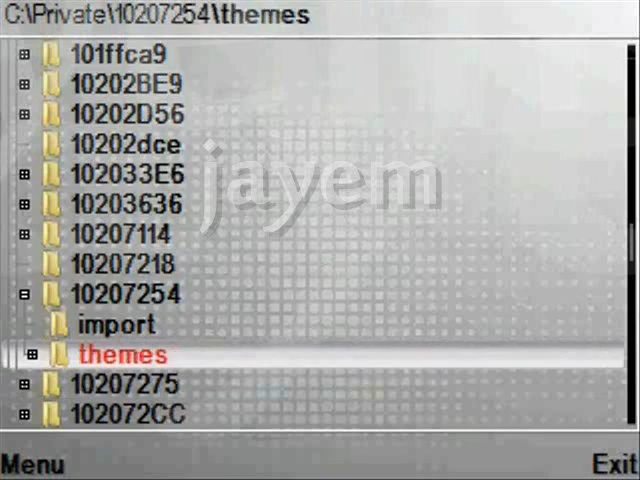 C:\Private\10207254\themes
101ffca9
10202BE9
10202D56
10202dce
102033E6
jayem
10203636
10207114
10207218
10207254
import
themes
10207275
102072CC
Menu
Exit